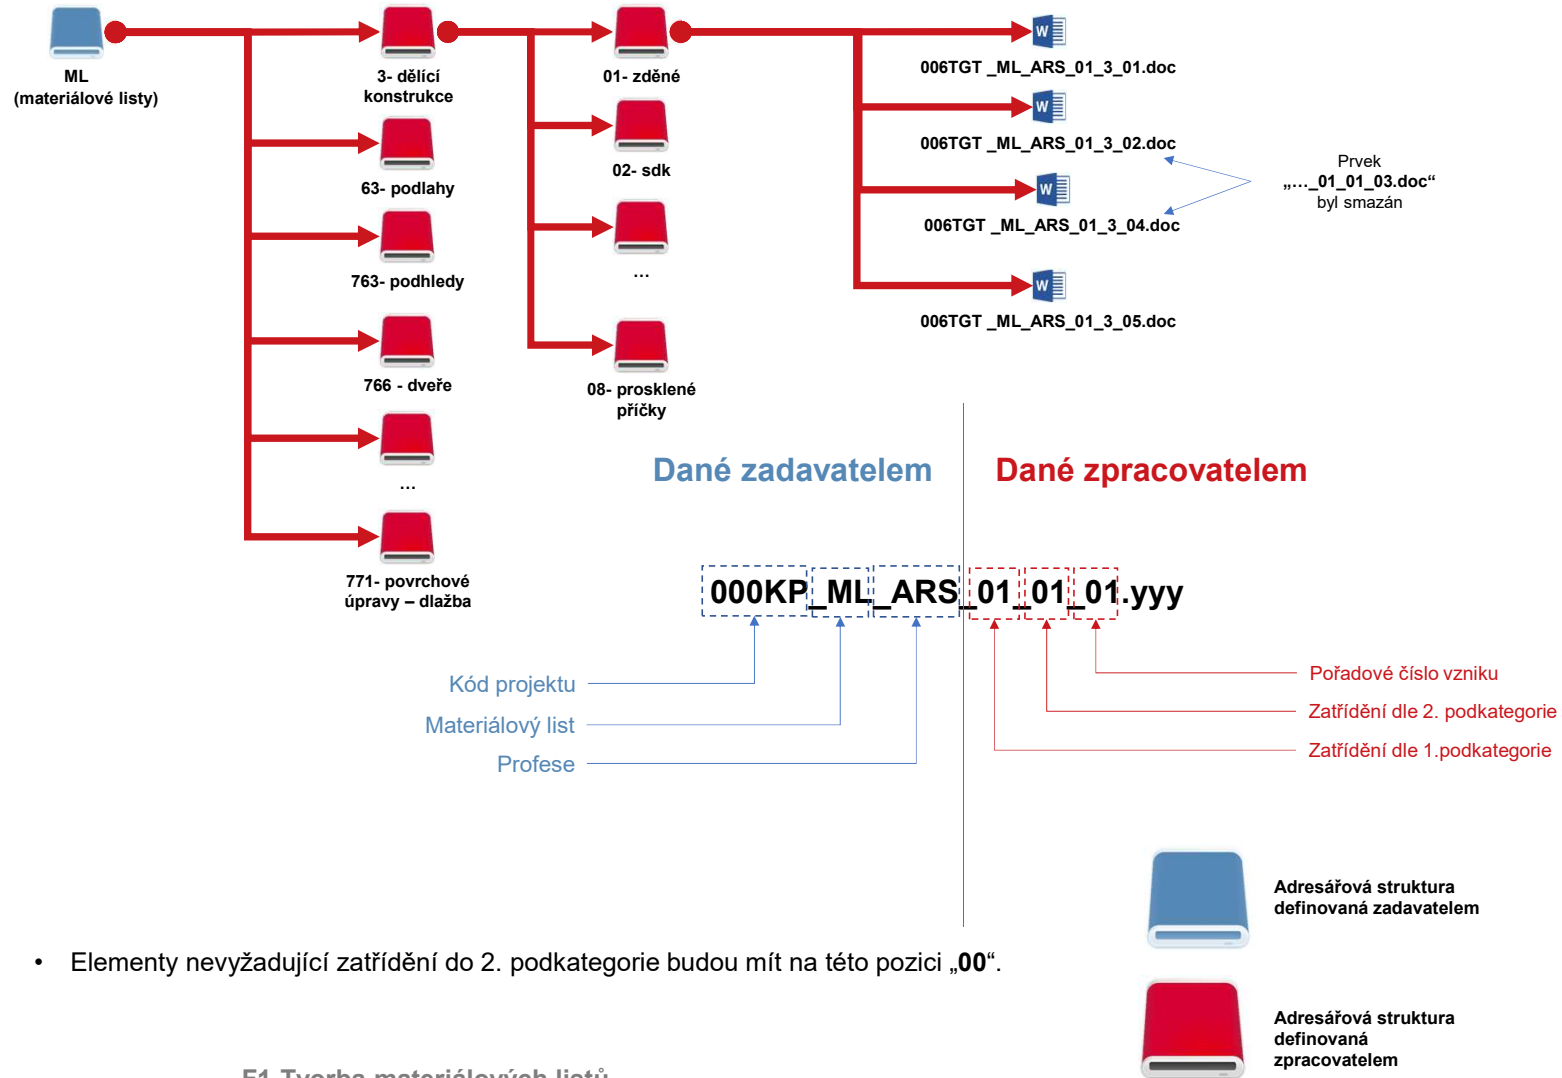 ML
(materiálové listy)
3- dělící
konstrukce
63- podlahy
763- podhledy
766 - dveře
...
771- povrchové
úpravy – dlažba
01- zděné
02- sdk
...
08- prosklené
příčky
006TGT _ML_ARS_01_3_01.doc
006TGT _ML_ARS_01_3_02.doc
006TGT _ML_ARS_01_3_04.doc
006TGT _ML_ARS_01_3_05.doc
Prvek
„…_01_01_03.doc“
byl smazán
Dané zadavatelem
Dané zpracovatelem
000KP_ML_ARS_01_01_01.yyy
Kód projektu
Materiálový list
Profese
Pořadové číslo vzniku
Zatřídění dle 2. podkategorie
Zatřídění dle 1.podkategorie
Adresářová struktura
definovaná zadavatelem
• Elementy nevyžadující zatřídění do 2. podkategorie budou mít na této pozici „00“.
Adresářová struktura
definovaná
zpracovatelem
F1 Tvorba materiálových listů